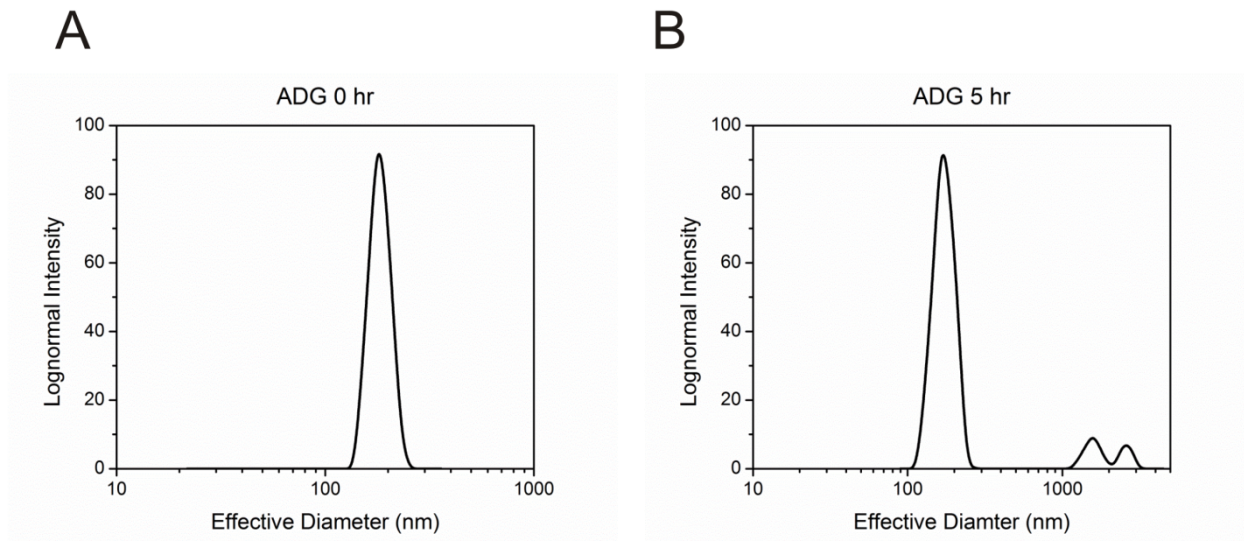 A
B
ADG 0 hr
100
80
60
40
20
0
Lognormal Intensity
10
100
1000
Effective Diameter (nm)
ADG 5 hr
100
80
60
40
20
0
Lognormal Intensity
10
100
1000
Effective Diamter (nm)